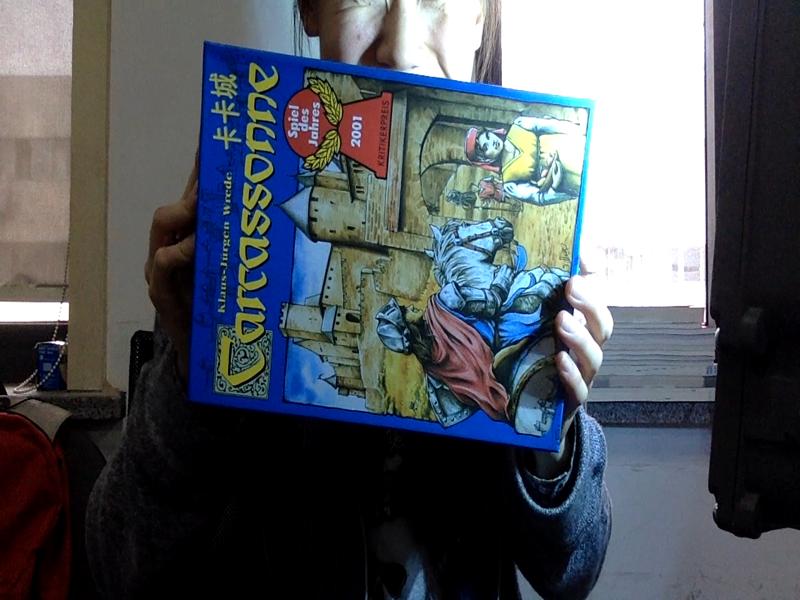 卡卡城
Carcassonne
Klaus-Jürgen Wrede
Spiel
des
Jahres
2001
KRITIKERPREIS